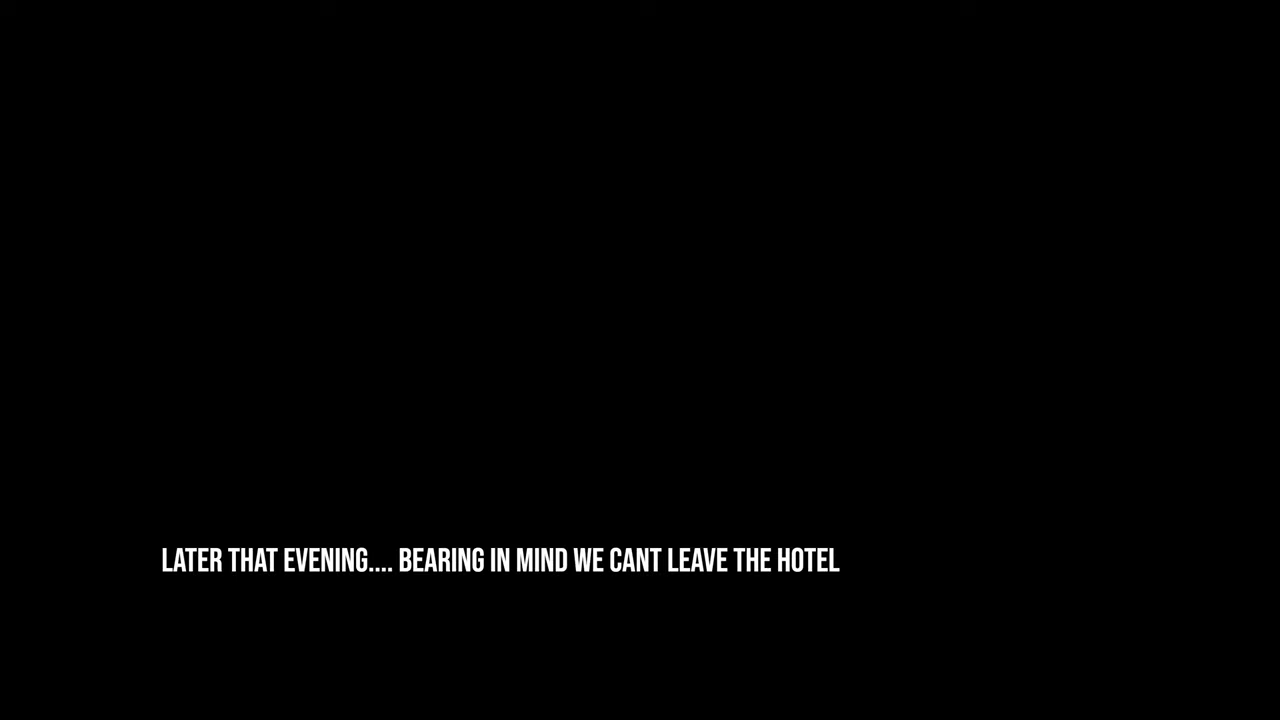 LATER THAT EVENING.... BEARING IN MIND WE CANT LEAVE THE HOTEL